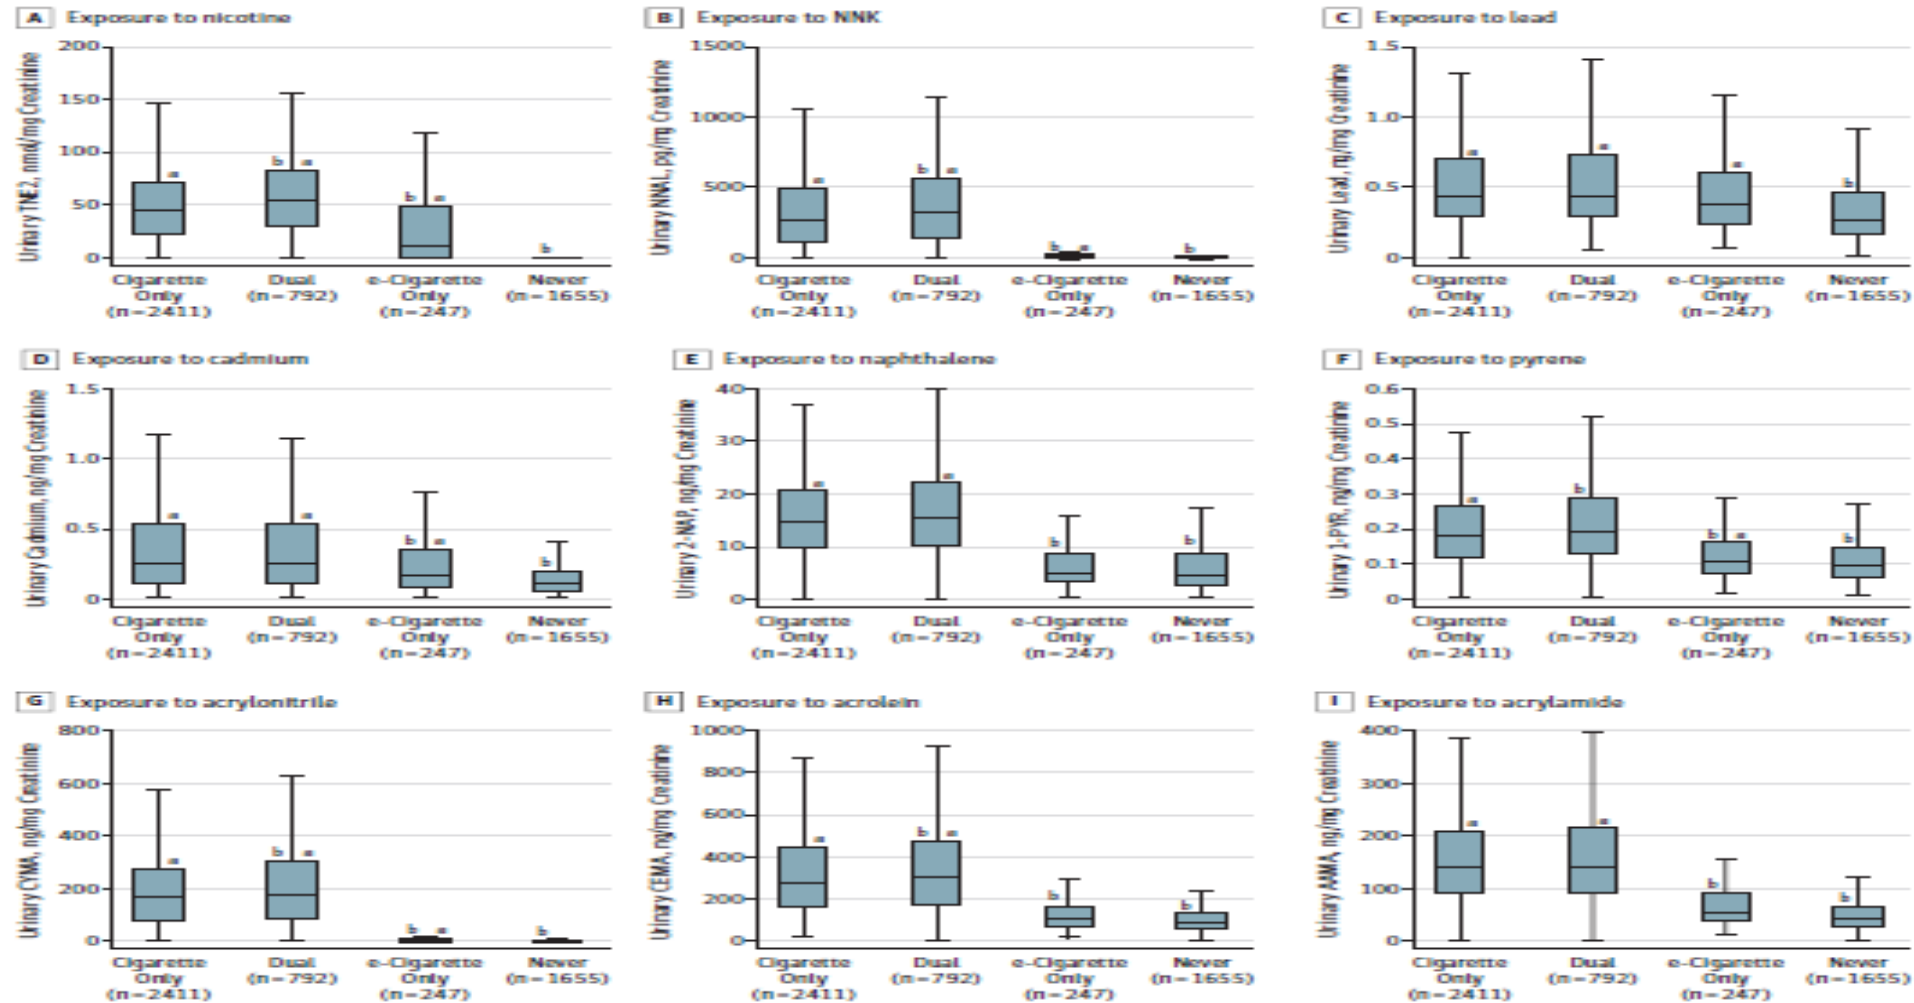 A Exposure to nicotine
Urinary TNE2, nmol/mg Creatinine
200
150
100
50
0
a
b a
b a
b
Cigarette Only (n=2411)
Dual (n=792)
e-Cigarette Only (n=247)
Never (n=1655)
B Exposure to NNK
Urinary NNAL, pg/mg Creatinine
1500
1000
500
0
a
b a
b a
b
Cigarette Only (n=2411)
Dual (n=792)
e-Cigarette Only (n=247)
Never (n=1655)
C Exposure to lead
Urinary Lead, ng/mg Creatinine
1.5
1.0
0.5
0
a
a
a
b
Cigarette Only (n=2411)
Dual (n=792)
e-Cigarette Only (n=247)
Never (n=1655)
D Exposure to cadmium
Urinary Cadmium, ng/mg Creatinine
1.5
1.0
0.5
0
a
a
b a
b
Cigarette Only (n=2411)
Dual (n=792)
e-Cigarette Only (n=247)
Never (n=1655)
E Exposure to naphthalene
Urinary 2-NAP, ng/mg Creatinine
40
30
20
10
0
a
a
b
b
Cigarette Only (n=2411)
Dual (n=792)
e-Cigarette Only (n=247)
Never (n=1655)
F Exposure to pyrene
Urinary 1-PYR, ng/mg Creatinine
0.6
0.5
0.4
0.3
0.2
0.1
0
a
b
b a
b
Cigarette Only (n=2411)
Dual (n=792)
e-Cigarette Only (n=247)
Never (n=1655)
G Exposure to acrylonitrile
Urinary CYMA, ng/mg Creatinine
800
600
400
200
0
a
b a
b a
b
Cigarette Only (n=2411)
Dual (n=792)
e-Cigarette Only (n=247)
Never (n=1655)
H Exposure to acrolein
Urinary CEMA, ng/mg Creatinine
1000
800
600
400
200
0
a
b a
b
b
Cigarette Only (n=2411)
Dual (n=792)
e-Cigarette Only (n=247)
Never (n=1655)
I Exposure to acrylamide
Urinary AAMA, ng/mg Creatinine
400
300
200
100
0
a
a
b
b
Cigarette Only (n=2411)
Dual (n=792)
e-Cigarette Only (n=247)
Never (n=1655)